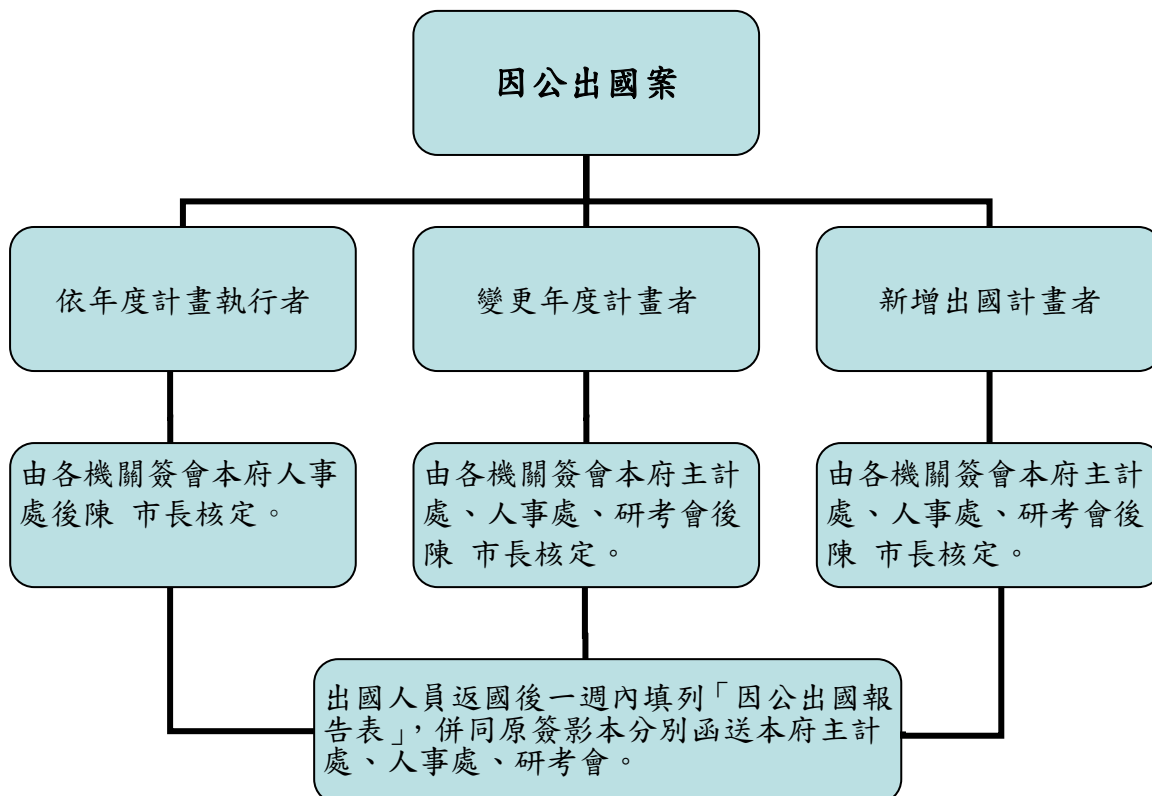 因公出國案
依年度計畫執行者
變更年度計畫者
新增出國計畫者
由各機關簽會本府人事
處後陳 市長核定。
由各機關簽會本府主計
處、人事處、研考會後
陳 市長核定。
由各機關簽會本府主計
處、人事處、研考會後
陳 市長核定。
出國人員返國後一週內填列「因公出國報
告表」，併同原簽影本分別函送本府主計
處、人事處、研考會。